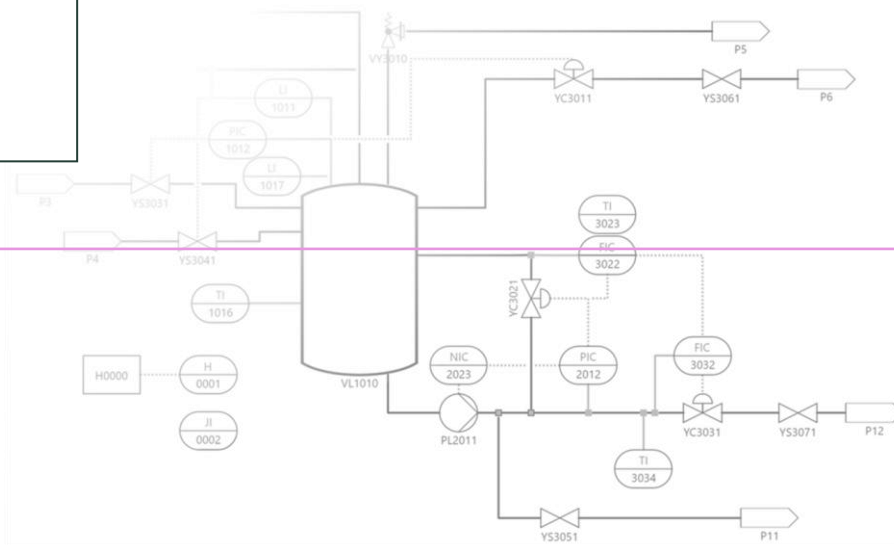 P5
VY3010
YC3011
YS3061
P6
LI
1011
PIC
1012
LI
1017
P3
YS3031
P4
YS3041
TI
3023
FIC
3022
TI
1016
YC3021
H0000
H
0001
VL1010
NIC
2023
PIC
2012
FIC
3032
JI
0002
PL2011
YC3031
YS3071
P12
TI
3034
YS3051
P11